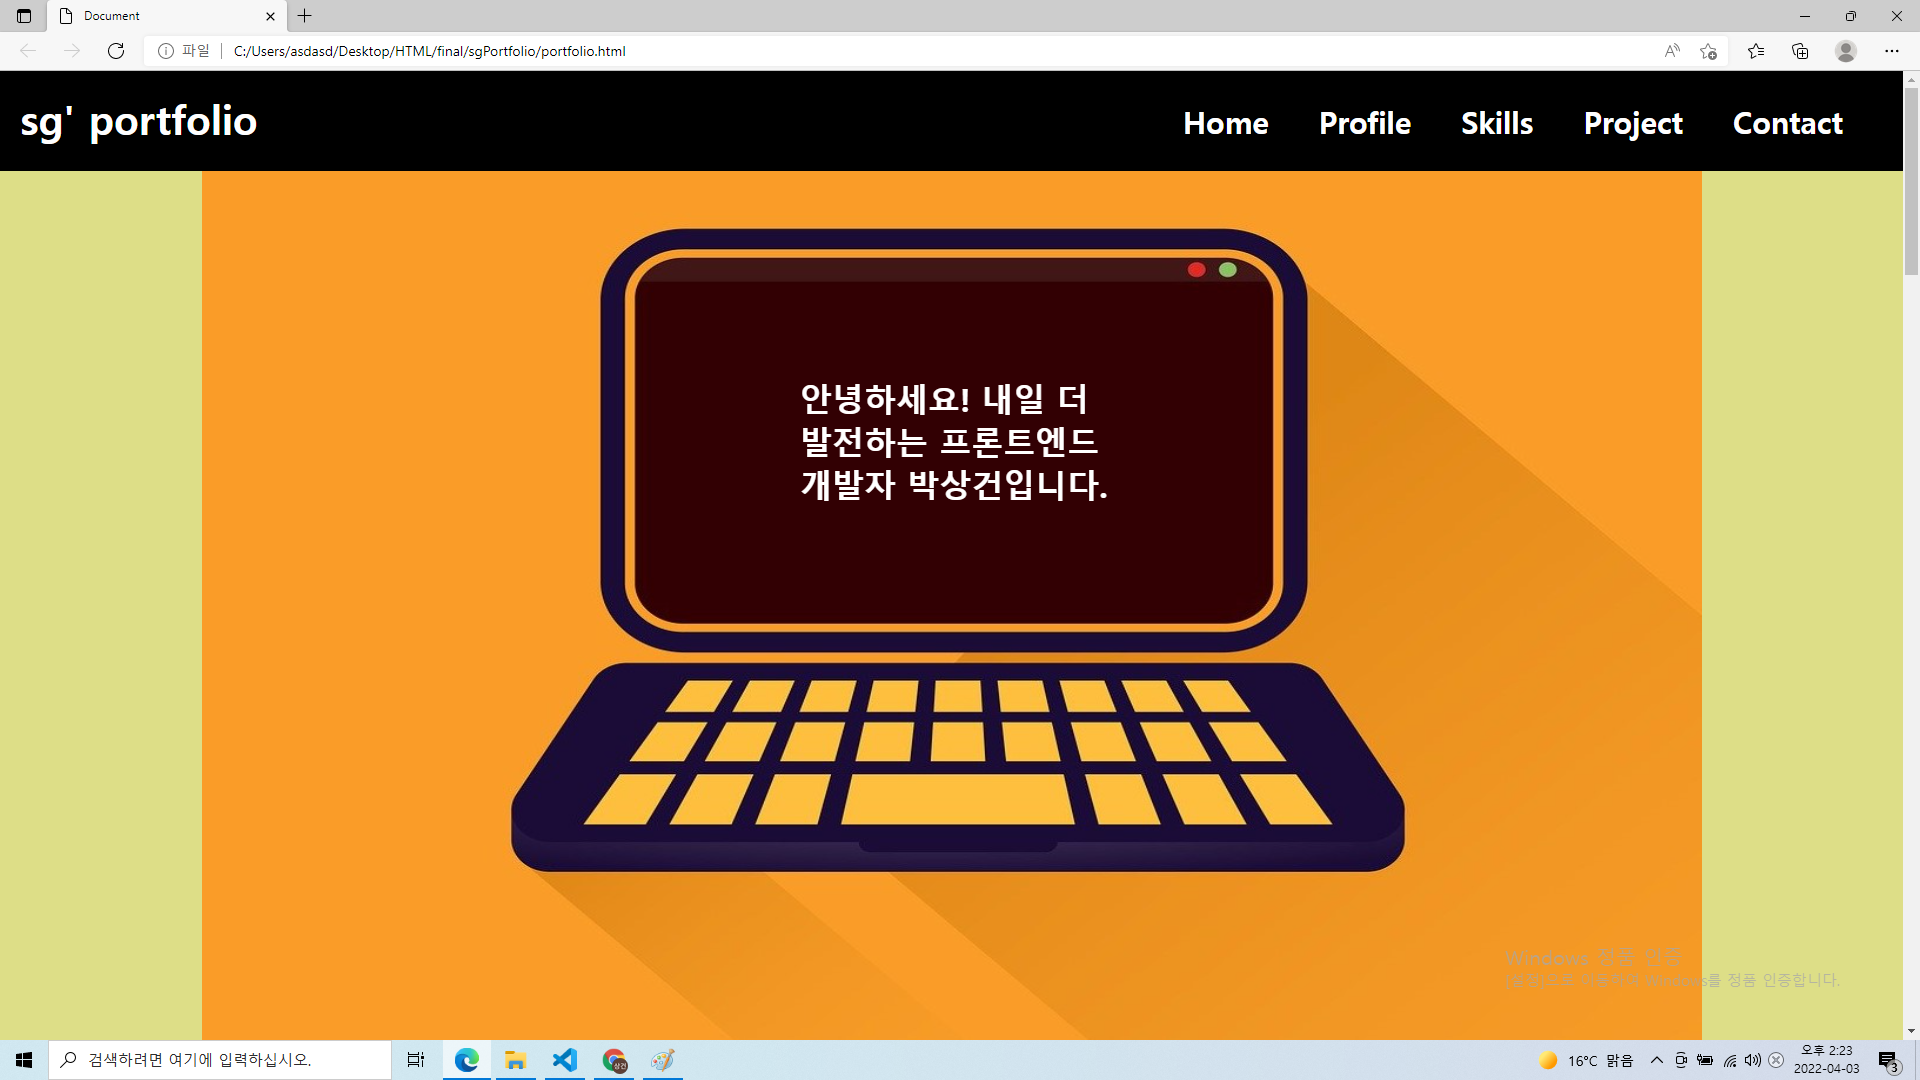 Document
파일
C:/Users/asdasd/Desktop/HTML/final/sgPortfolio/portfolio.html
sg' portfolio
Home Profile Skills Project Contact
안녕하세요! 내일 더
발전하는 프론트엔드
개발자 박상건입니다.
Windows 정품 인증
[설정]으로 이동하여 Windows를 정품 인증합니다.
검색하려면 여기에 입력하십시오.
상건
16°C 맑음
오후 2:23
2022-04-03
3